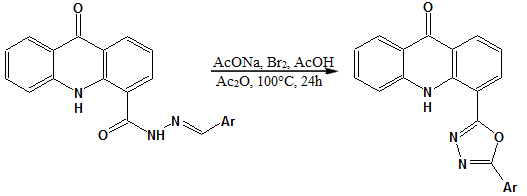 O
O
AcONa, Br₂, AcOH
Ac₂O, 100°C, 24h
N
H
N
H
N
Ar
O
NH
N
O
N
Ar